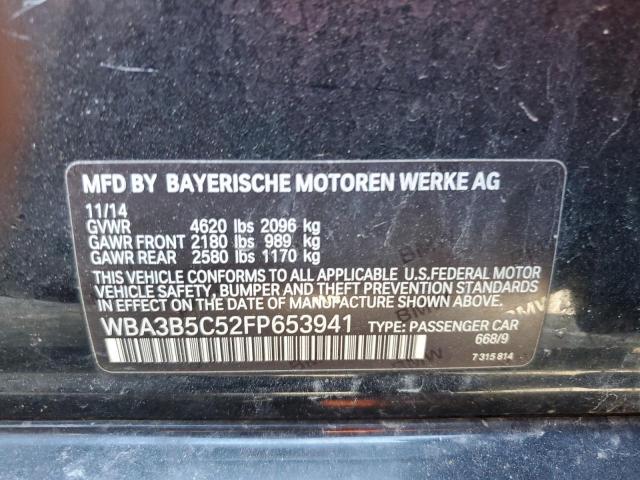 MFD BY BAYERISCHE MOTOREN WERKE AG
11/14
GVWR 4620 lbs 2096 kg
GAWR FRONT 2180 lbs 989 kg
GAWR REAR 2580 lbs 1170 kg
THIS VEHICLE CONFORMS TO ALL APPLICABLE U.S.FEDERAL MOTOR
VEHICLE SAFETY, BUMPER, AND THEFT PREVENTION STANDARDS
IN EFFECT ON THE DATE OF MANUFACTURE SHOWN ABOVE.
WBA3B5C52FP653941 TYPE: PASSENGER CAR
668/9
7 315 814